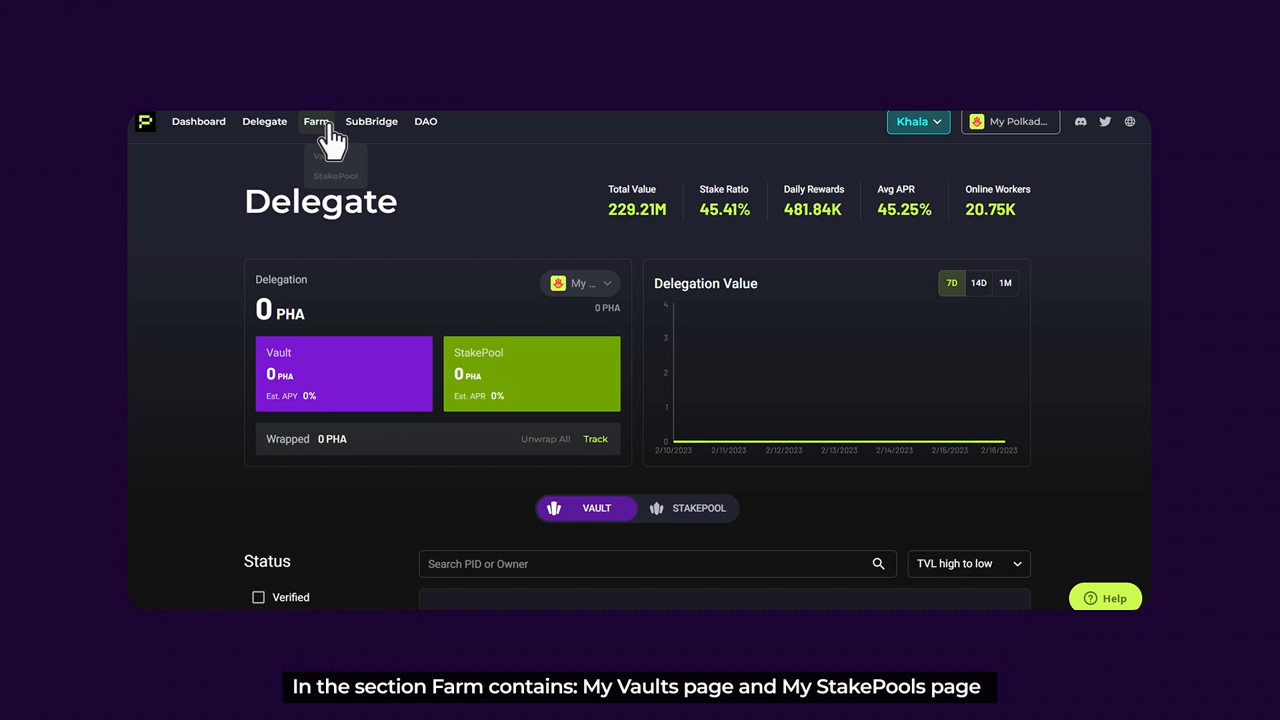 Dashboard Delegate Farm SubBridge DAO Khala My Polkad...
StakePool
Delegate
Total Value Stake Ratio Daily Rewards Avg APR Online Workers
229.21M 45.41% 481.84K 45.25% 20.75K
Delegation My ...
0 PHA 0 PHA
Vault StakePool
0 PHA 0 PHA
Est. APY 0% Est. APR 0%
Wrapped 0 PHA Unwrap All Track
Delegation Value 7D 14D 1M
4
3
2
1
0
2/10/2023 2/11/2023 2/12/2023 2/13/2023 2/14/2023 2/15/2023 2/16/2023
VAULT STAKEPOOL
Status Search PID or Owner TVL high to low
Verified
Help
In the section Farm contains: My Vaults page and My StakePools page